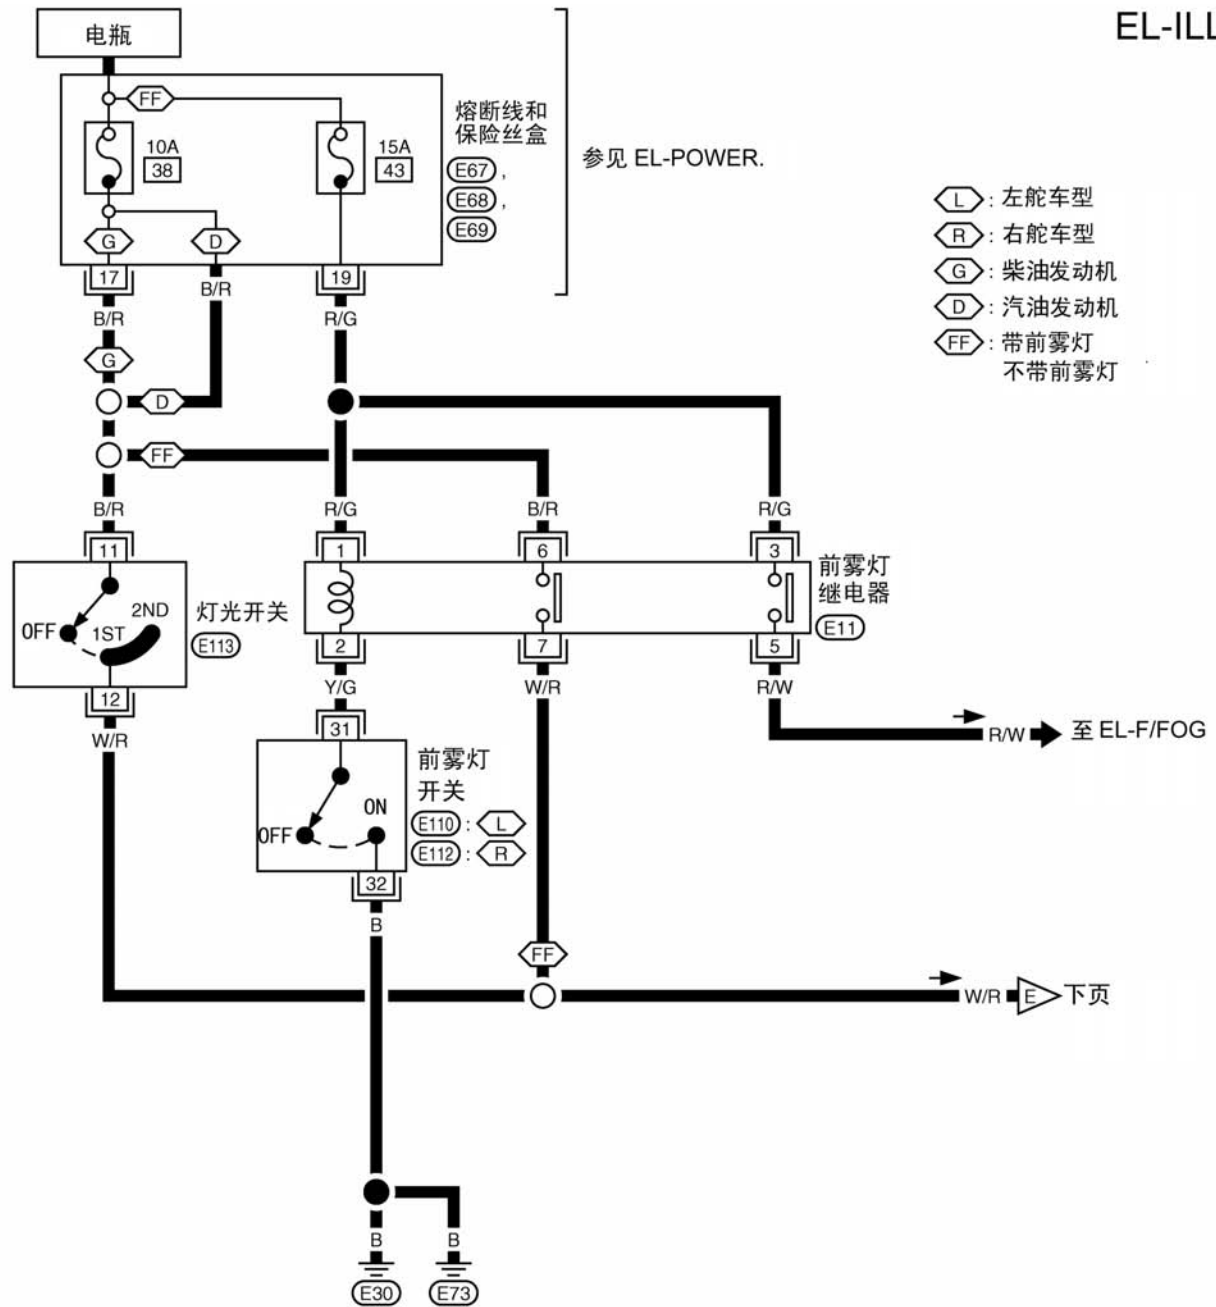 EL-ILL
电瓶
FF
熔断线和
保险丝盒
10A
38
15A
43
E67 ,
E68 ,
E69
参见 EL-POWER.
G
D
17
19
B/R
B/R
R/G
L : 左舵车型
R : 右舵车型
G : 柴油发动机
D : 汽油发动机
FF : 带前雾灯
不带前雾灯
G
D
FF
B/R
R/G
B/R
R/G
11
1
6
3
OFF
1ST
2ND
灯光开关
E113
前雾灯
继电器
E11
12
2
7
5
W/R
Y/G
W/R
R/W
31
R/W
至 EL-F/FOG
前雾灯
开关
OFF
ON
E110 : L
E112 : R
32
B
FF
W/R
E
下页
B
B
E30
E73